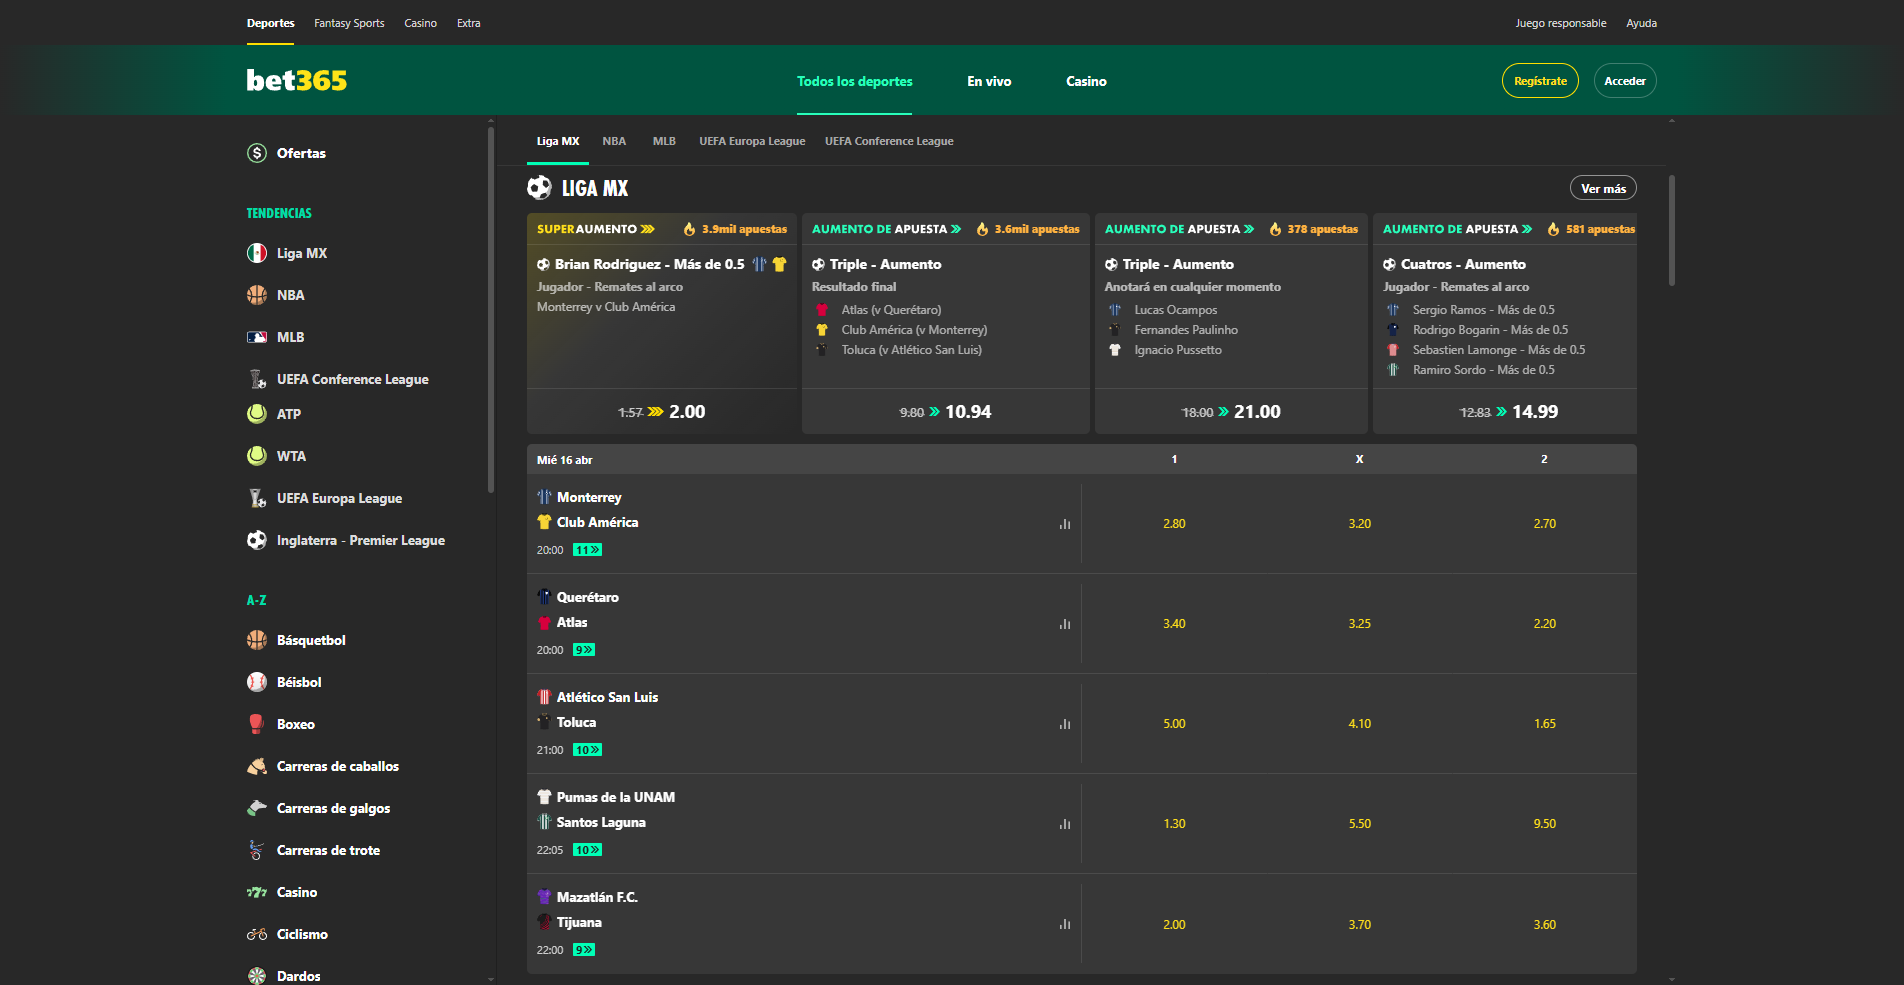 Deportes Fantasy Sports Casino Extra Juego responsable Ayuda
bet365 Todos los deportes En vivo Casino Regístrate Acceder
Ofertas
TENDENCIAS
Liga MX
NBA
MLB
UEFA Conference League
ATP
WTA
UEFA Europa League
Inglaterra - Premier League
A-Z
Básquetbol
Béisbol
Boxeo
Carreras de caballos
Carreras de galgos
Carreras de trote
777 Casino
Ciclismo
Dardos
Liga MX NBA MLB UEFA Europa League UEFA Conference League
LIGA MX Ver más
SUPER AUMENTO 3.9mil apuestas
Brian Rodriguez - Más de 0.5
Jugador - Remates al arco
Monterrey v Club América
1.57 2.00
AUMENTO DE APUESTA 3.6mil apuestas
Triple - Aumento
Resultado final
Atlas (v Querétaro)
Club América (v Monterrey)
Toluca (v Atlético San Luis)
9.80 10.94
AUMENTO DE APUESTA 378 apuestas
Triple - Aumento
Anotará en cualquier momento
Lucas Ocampos
Fernandes Paulinho
Ignacio Pussetto
18.00 21.00
AUMENTO DE APUESTA 581 apuestas
Cuatros - Aumento
Jugador - Remates al arco
Sergio Ramos - Más de 0.5
Rodrigo Bogarin - Más de 0.5
Sebastien Lamonge - Más de 0.5
Ramiro Sordo - Más de 0.5
12.83 14.99
Mié 16 abr 1 X 2
Monterrey
Club América
2.80 3.20 2.70
20:00 11
Querétaro
Atlas
3.40 3.25 2.20
20:00 9
Atlético San Luis
Toluca
5.00 4.10 1.65
21:00 10
Pumas de la UNAM
Santos Laguna
1.30 5.50 9.50
22:05 10
Mazatlán F.C.
Tijuana
2.00 3.70 3.60
22:00 9